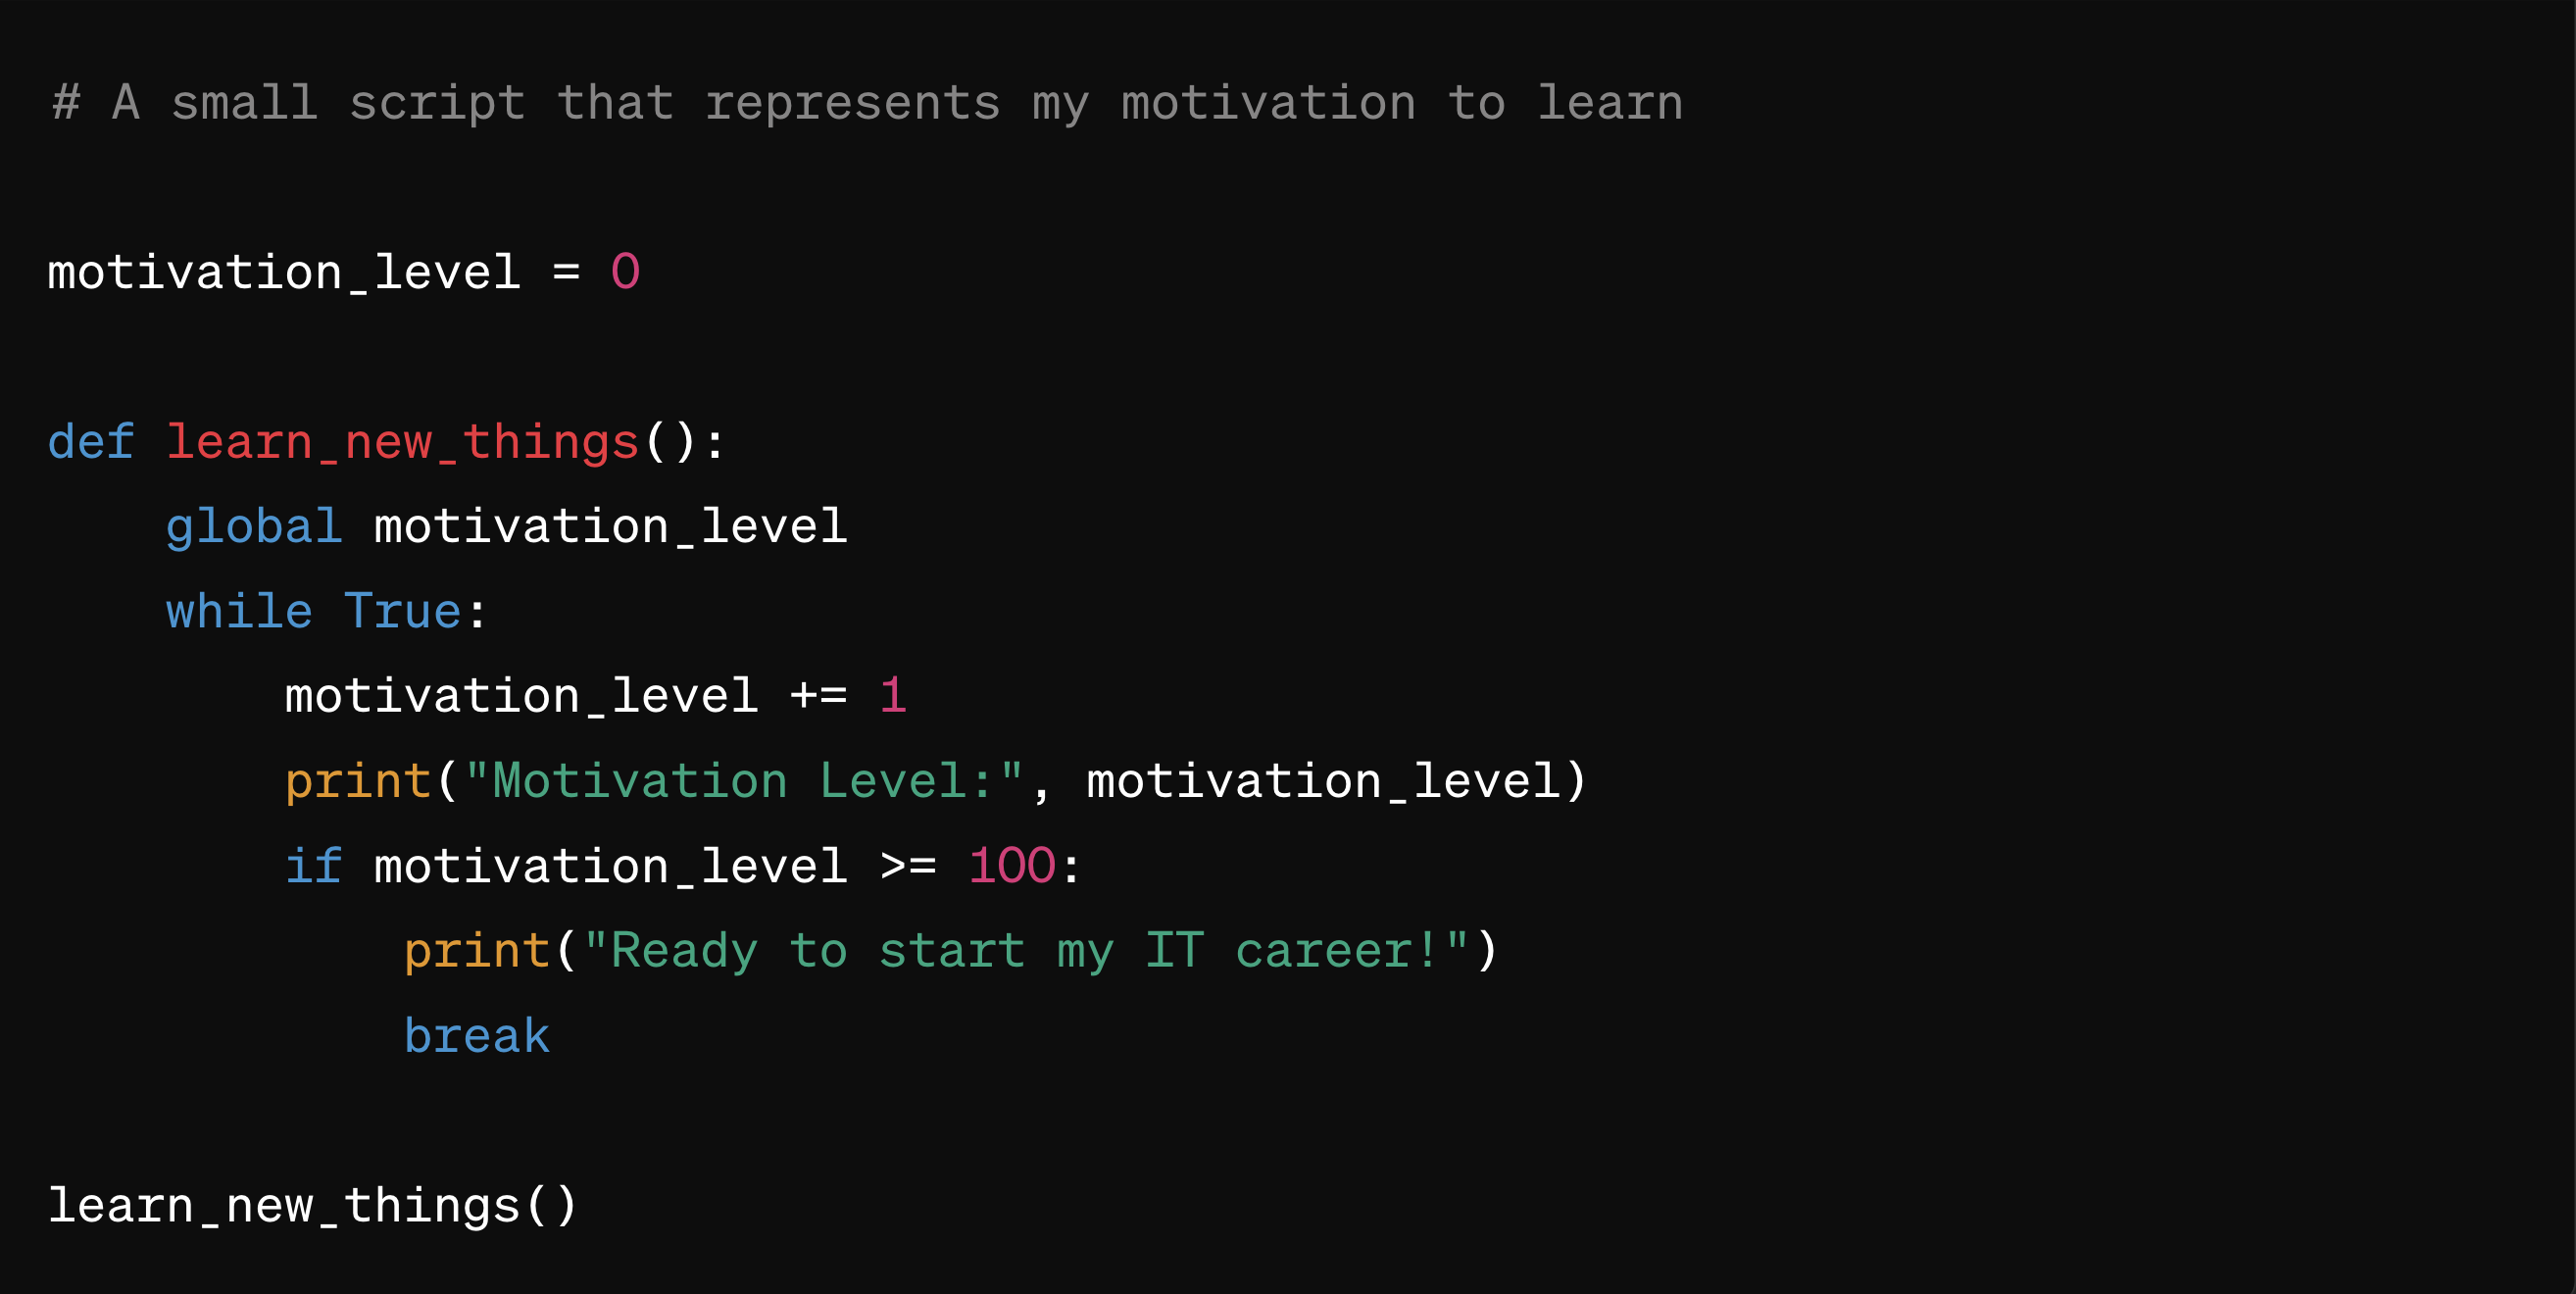 # A small script that represents my motivation to learn
motivation_level = 0
def learn_new_things():
    global motivation_level
    while True:
        motivation_level += 1
        print("Motivation Level:", motivation_level)
        if motivation_level >= 100:
            print("Ready to start my IT career!")
            break
learn_new_things()